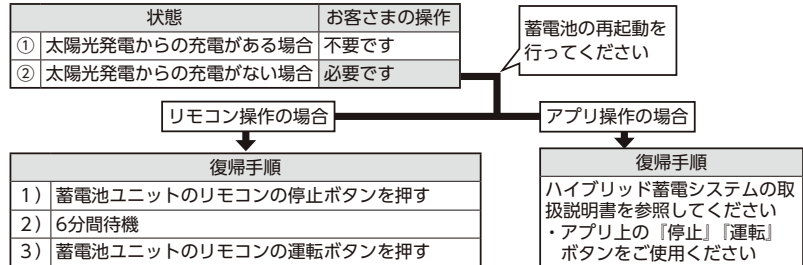 状態 お客さまの操作
① 太陽光発電からの充電がある場合 不要です
② 太陽光発電からの充電がない場合 必要です
蓄電池の再起動を
行ってください
リモコン操作の場合
アプリ操作の場合
復帰手順
1） 蓄電池ユニットのリモコンの停止ボタンを押す
2） 6分間待機
3） 蓄電池ユニットのリモコンの運転ボタンを押す
復帰手順
ハイブリッド蓄電システムの取
扱説明書を参照してください
・アプリ上の『停止』『運転』
ボタンをご使用ください